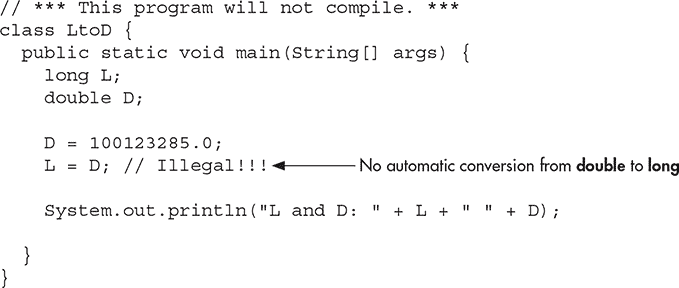 // *** This program will not compile. ***
class LtoD {
  public static void main(String[] args) {
    long L;
    double D;

    D = 100123285.0;
    L = D; // Illegal!!! No automatic conversion from double to long

    System.out.println("L and D: " + L + " " + D);

  }
}